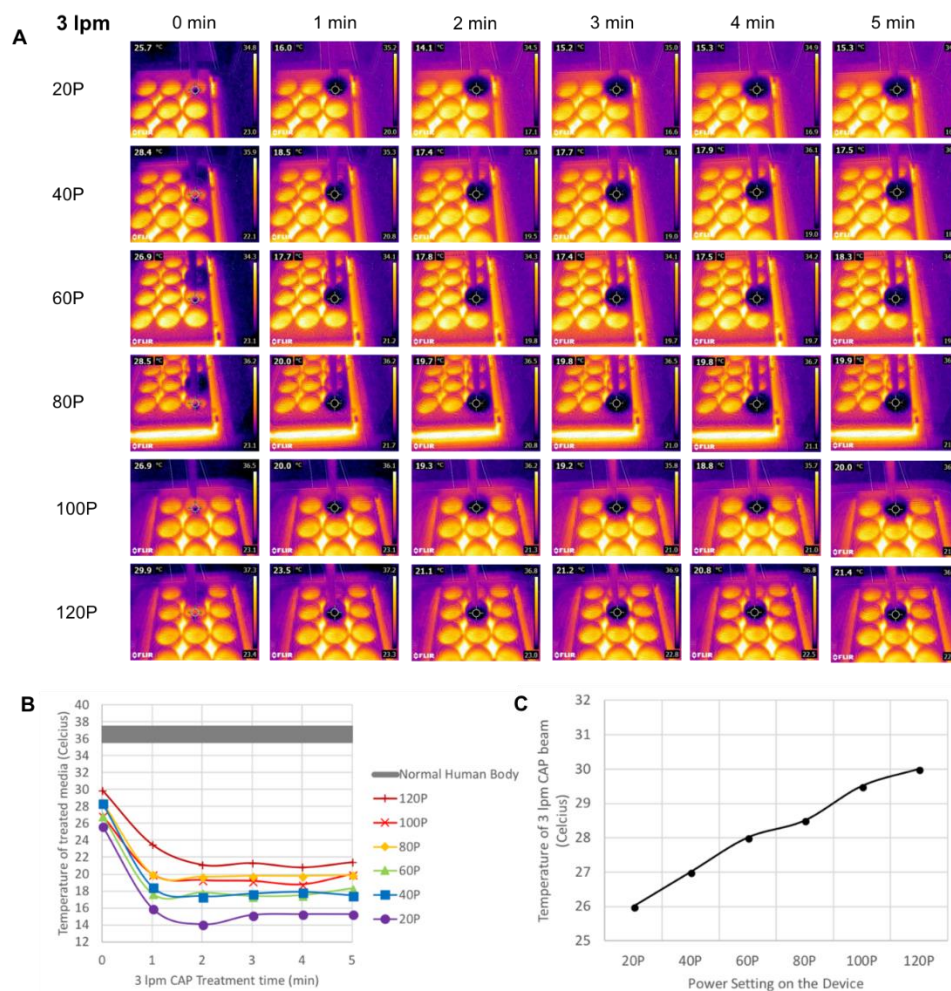 A
3 lpm 0 min 1 min 2 min 3 min 4 min 5 min
20P
25.7 °C 34.8 23.0 16.0 °C 35.2 20.0 14.1 °C 34.5 17.1 15.2 °C 35.0 16.6 15.3 °C 34.9 16.9 15.3 °C
40P
28.4 °C 35.9 22.1 18.5 °C 35.3 20.8 17.4 °C 35.8 19.5 17.7 °C 36.1 19.0 17.9 °C 36.1 19.0 17.5 °C
60P
26.9 °C 34.3 23.1 17.7 °C 34.1 21.2 17.8 °C 34.3 19.8 17.4 °C 34.1 19.7 17.5 °C 34.2 19.7 18.3 °C
80P
28.5 °C 36.2 23.1 20.0 °C 36.1 21.7 19.7 °C 36.5 20.8 19.8 °C 36.5 21.0 19.8 °C 36.7 21.1 19.9 °C
100P
26.9 °C 36.5 23.1 20.0 °C 36.1 23.1 19.3 °C 36.2 21.3 19.2 °C 35.8 21.0 18.8 °C 35.7 21.0 20.0 °C
120P
29.9 °C 37.3 23.4 23.5 °C 37.2 23.3 21.1 °C 36.8 23.0 21.2 °C 36.9 22.8 20.8 °C 36.8 22.5 21.4 °C
FLIR
B
Temperature of treated media (Celcius)
40
38
36
34
32
30
28
26
24
22
20
18
16
14
12
0 1 2 3 4 5
3 lpm CAP Treatment time (min)
Normal Human Body
120P
100P
80P
60P
40P
20P
C
Temperature of 3 lpm CAP beam
(Celcius)
32
31
30
29
28
27
26
25
20P 40P 60P 80P 100P 120P
Power Setting on the Device